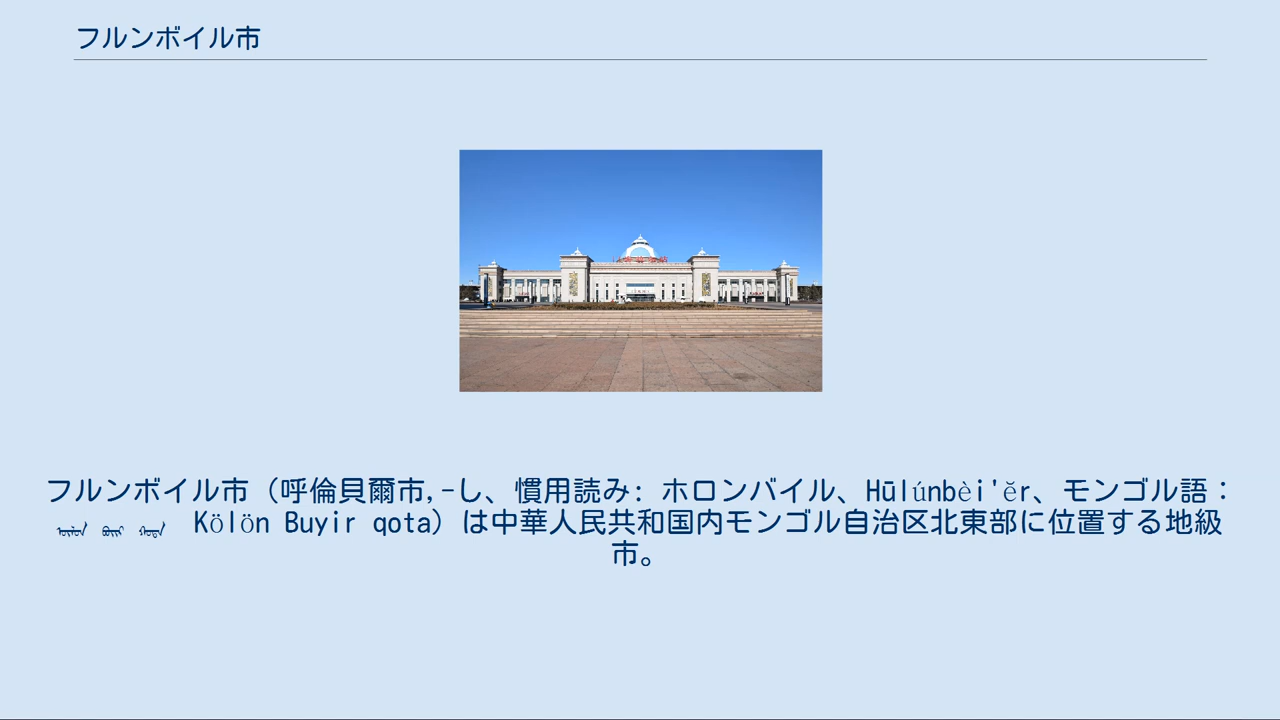 フルンボイル市
フルンボイル市（呼倫貝爾市,-し、慣用読み: ホロンバイル、Hūlúnbèi'ĕr、モンゴル語：
Kölön Buyir qota）は中華人民共和国内モンゴル自治区北東部に位置する地級
市。